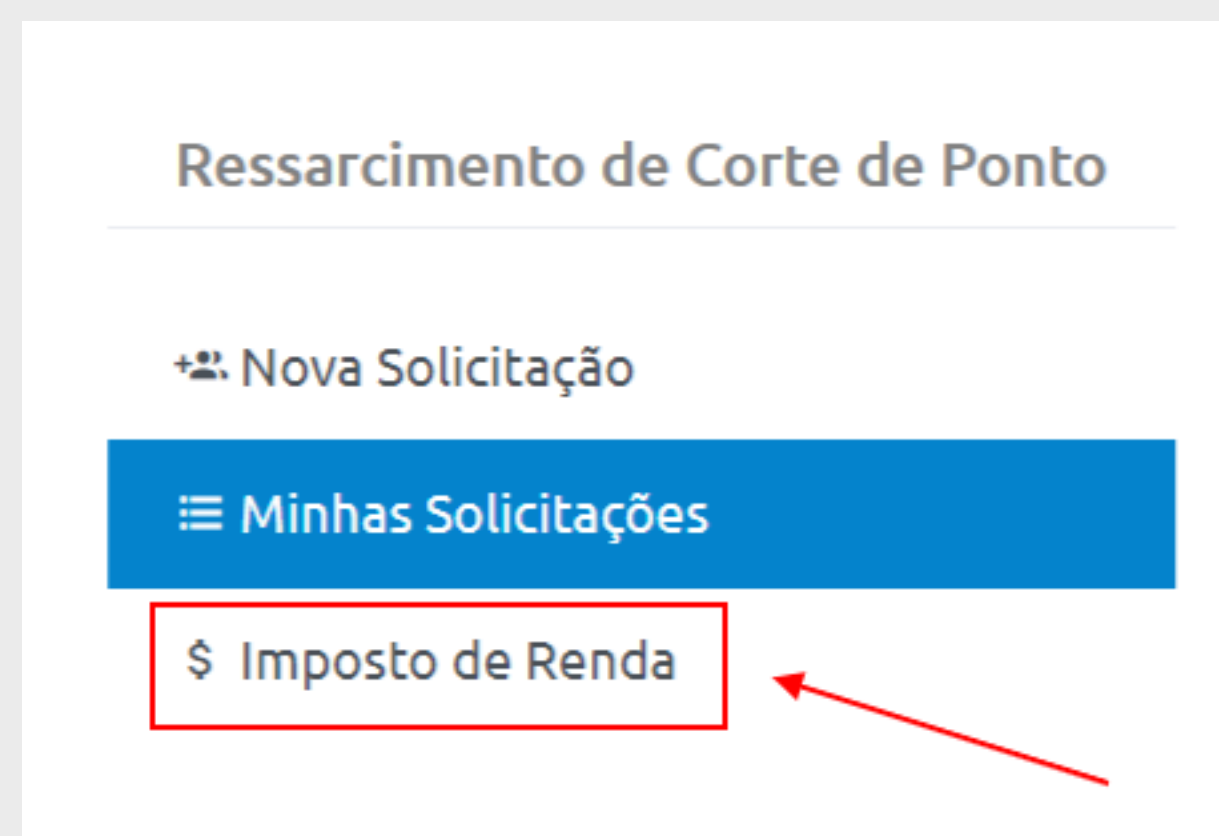 Ressarcimento de Corte de Ponto
Nova Solicitação
Minhas Solicitações
$ Imposto de Renda